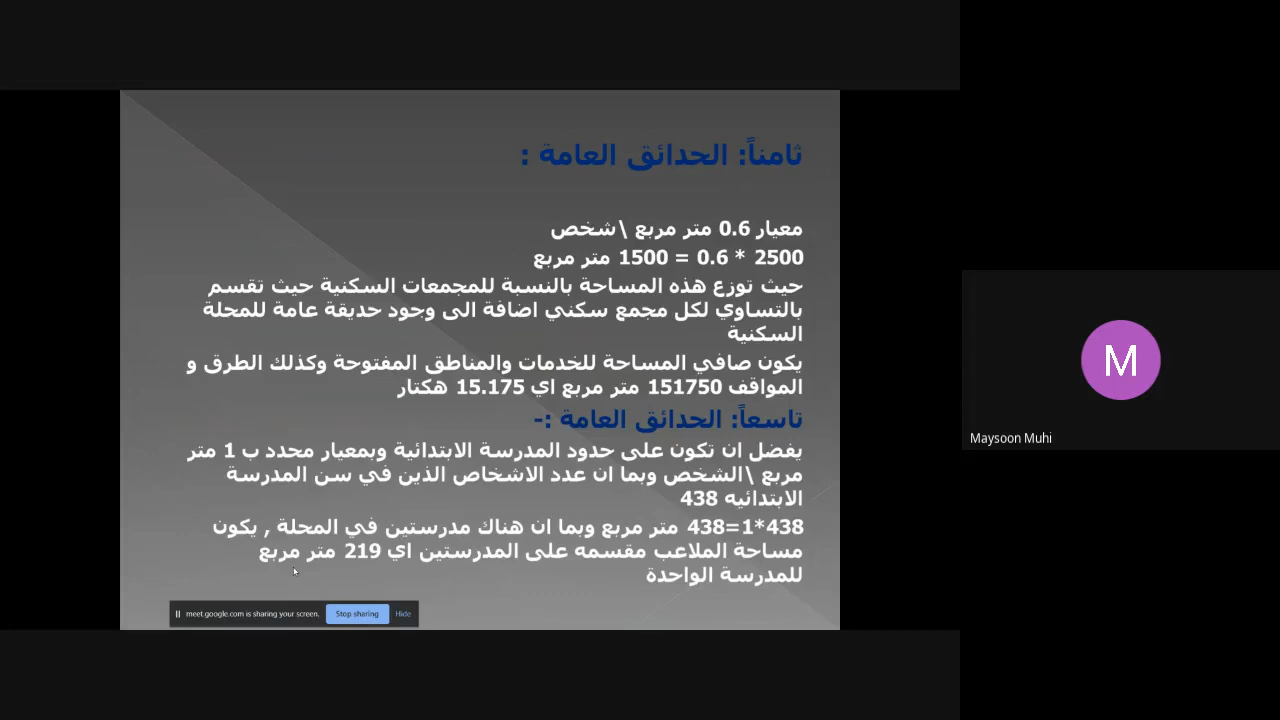 ثامناً: الحدائق العامة :
معيار 0.6 متر مربع \شخص
2500 * 0.6 = 1500 متر مربع
حيث توزع هذه المساحة بالنسبة للمجمعات السكنية حيث تقسم
بالتساوي لكل مجمع سكني اضافة الى وجود حديقة عامة للمحلة
السكنية
يكون صافي المساحة للخدمات والمناطق المفتوحة وكذلك الطرق و
المواقف 151750 متر مربع اي 15.175 هكتار
تاسعاً: الحدائق العامة :-
يفضل ان تكون على حدود المدرسة الابتدائية وبمعيار محدد ب 1 متر
مربع \الشخص وبما ان عدد الاشخاص الذين في سن المدرسة
الابتدائيه 438
438*1=438 متر مربع وبما ان هناك مدرستين في المحلة , يكون
مساحة الملاعب مقسمه على المدرستين اي 219 متر مربع
للمدرسة الواحدة
meet.google.com is sharing your screen. Stop sharing Hide
M
Maysoon Muhi